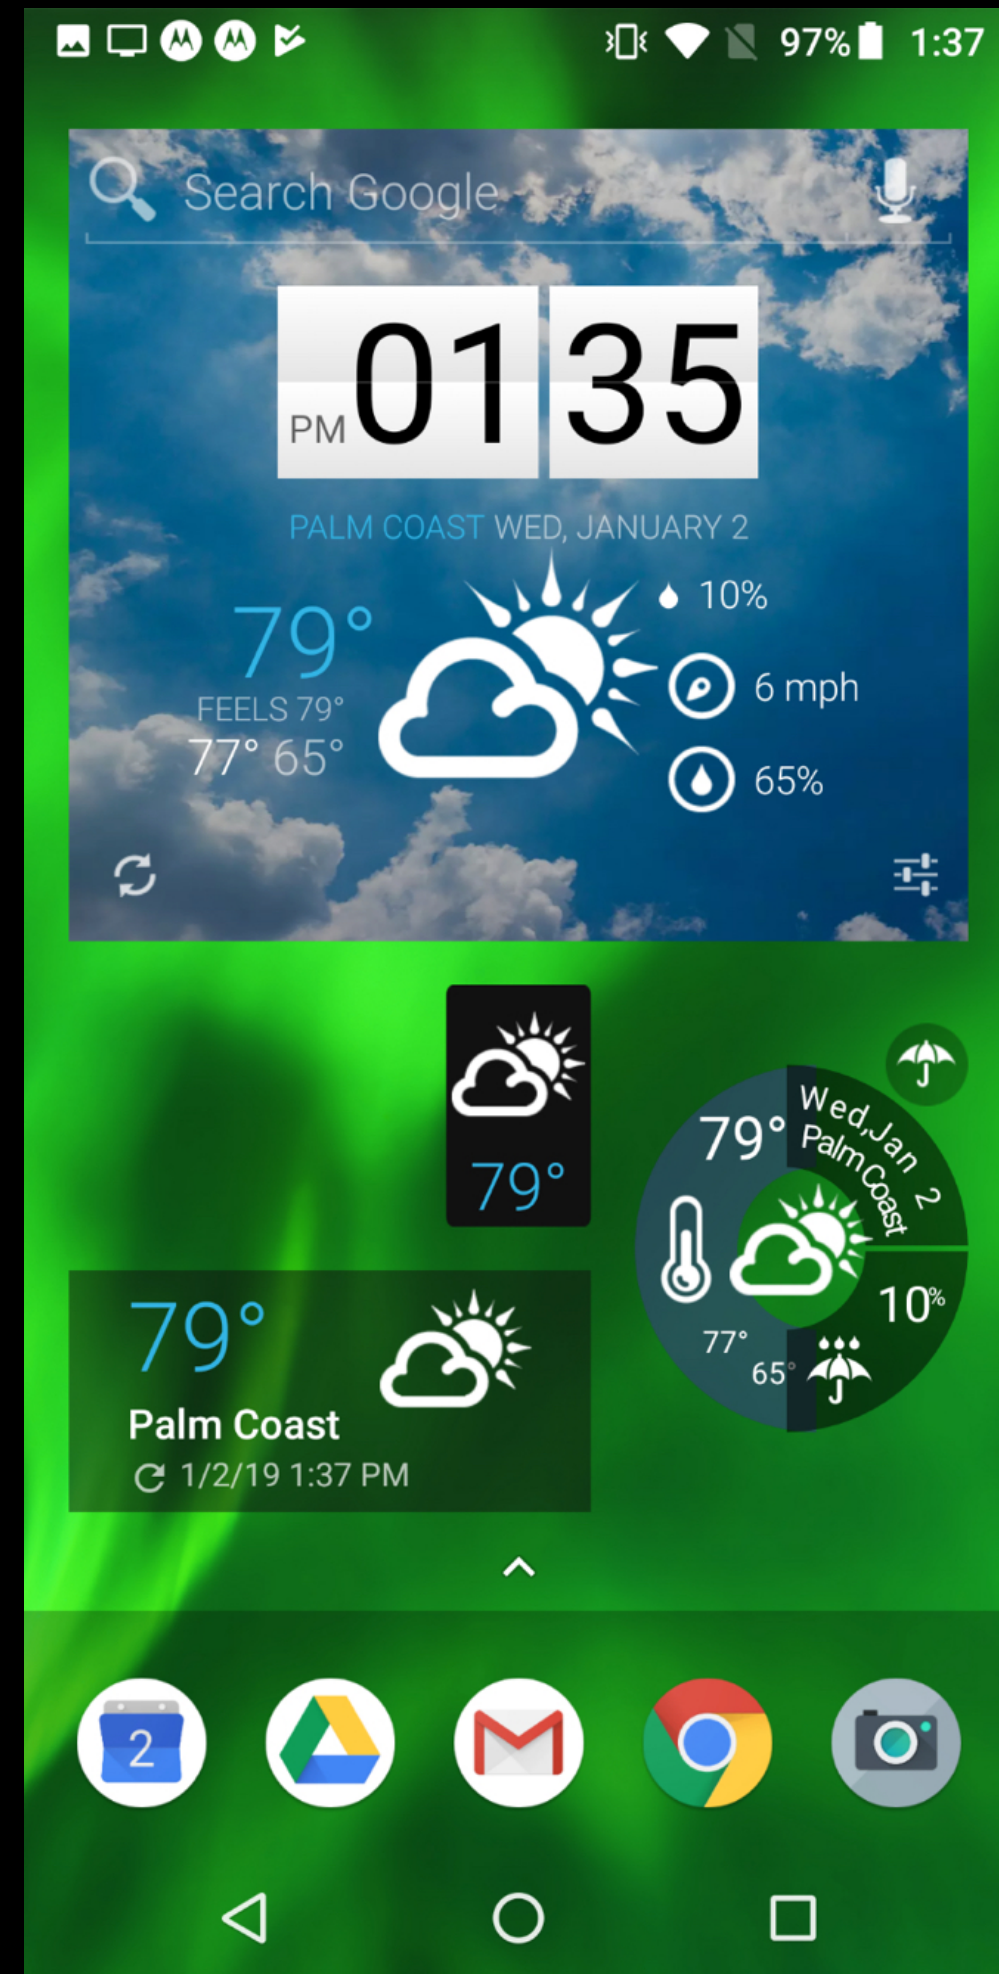 97% 1:37
Search Google
PM 01 35
PALM COAST WED, JANUARY 2
79°
FEELS 79°
77° 65°
10%
6 mph
65%
79°
79°
Wed,Jan 2
Palm Coast
77°
65°
10%
79°
Palm Coast
1/2/19 1:37 PM
2